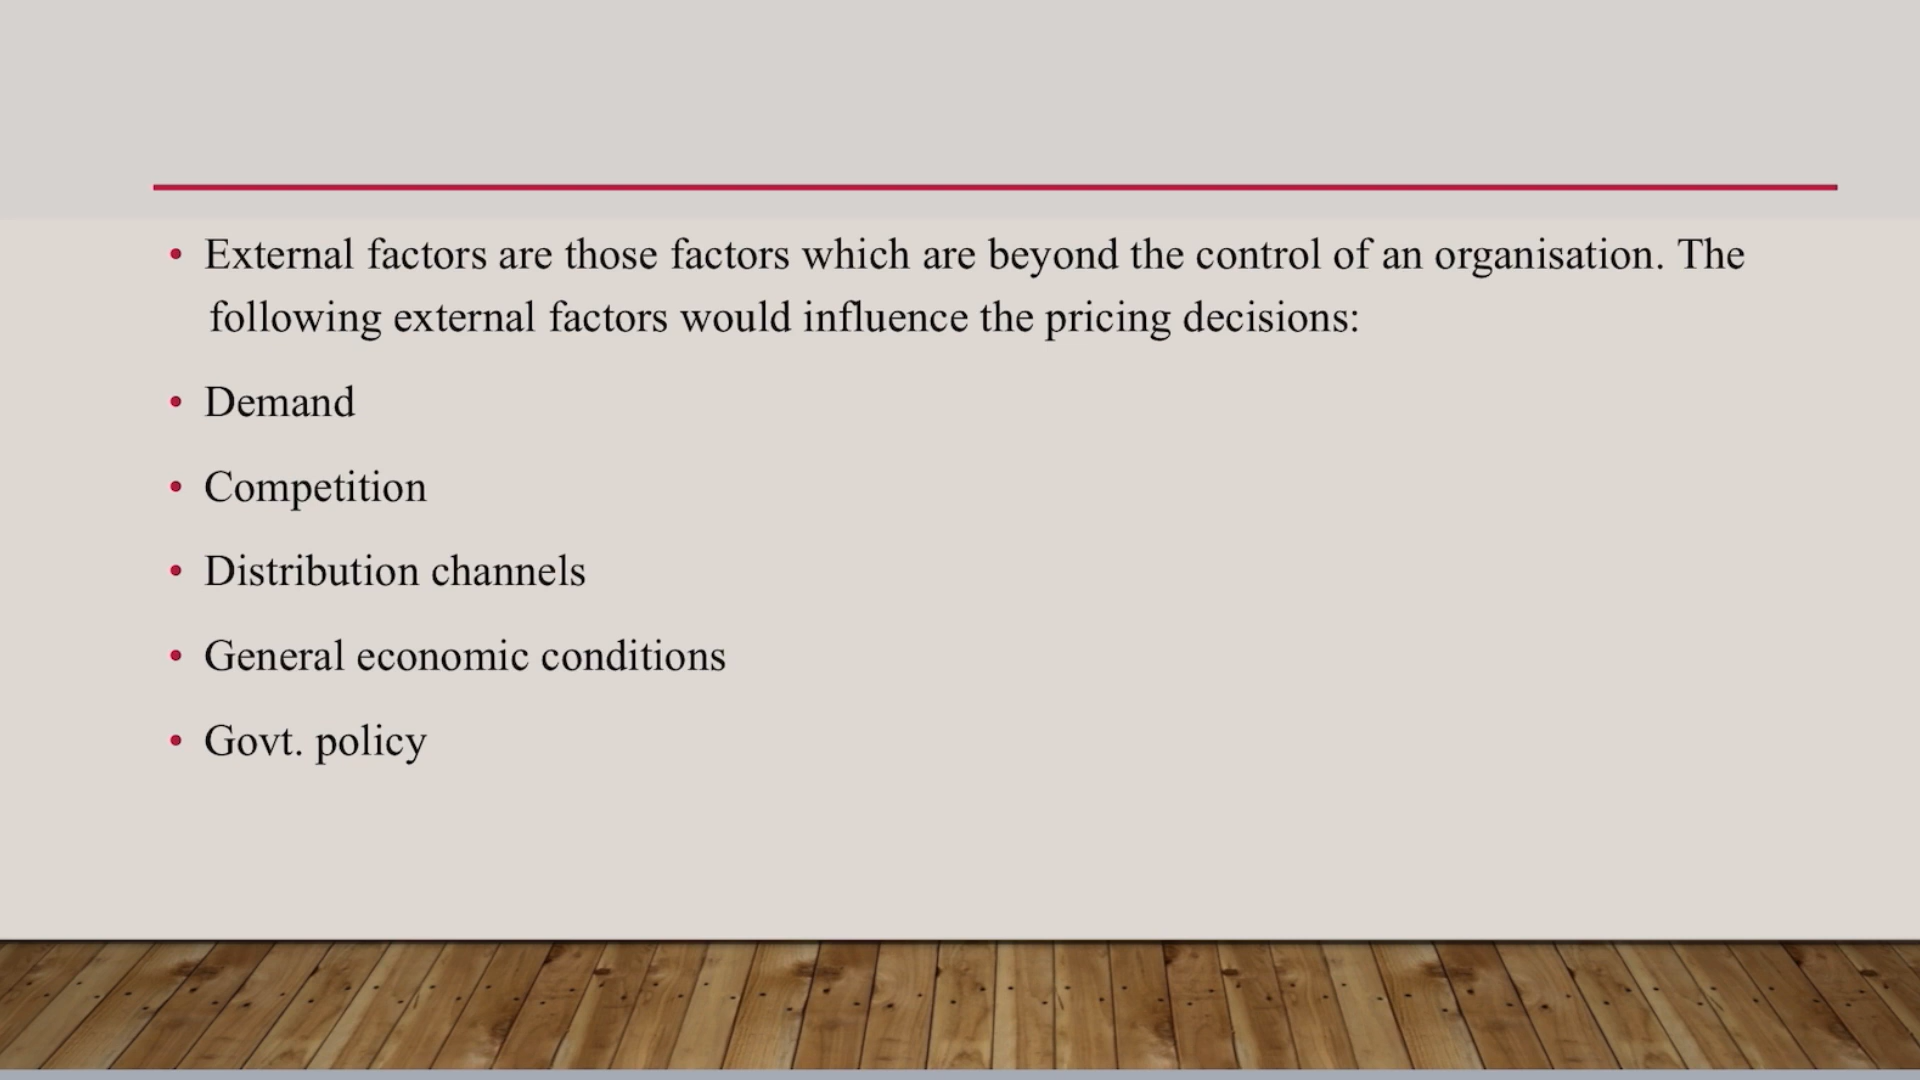 • External factors are those factors which are beyond the control of an organisation. The
following external factors would influence the pricing decisions:
• Demand
• Competition
• Distribution channels
• General economic conditions
• Govt. policy